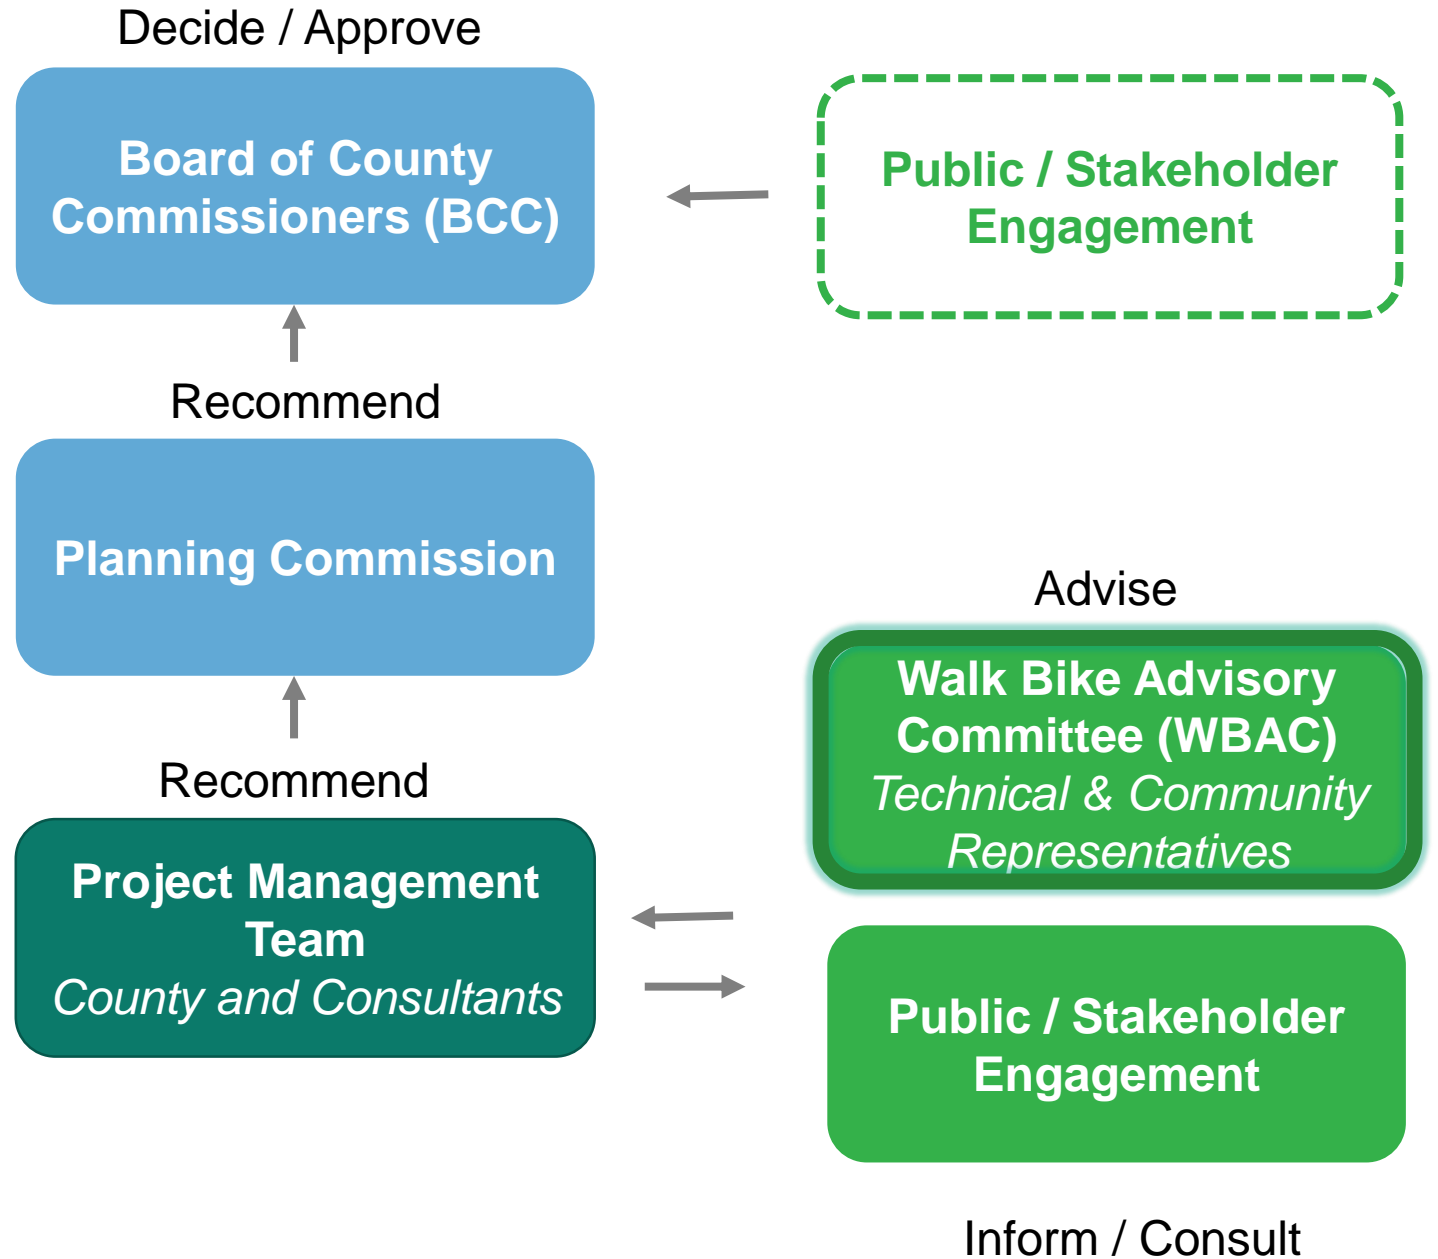 Decide / Approve
Board of County
Commissioners (BCC)
Public / Stakeholder
Engagement
Recommend
Planning Commission
Recommend
Project Management
Team
County and Consultants
Advise
Walk Bike Advisory
Committee (WBAC)
Technical & Community
Representatives
Public / Stakeholder
Engagement
Inform / Consult